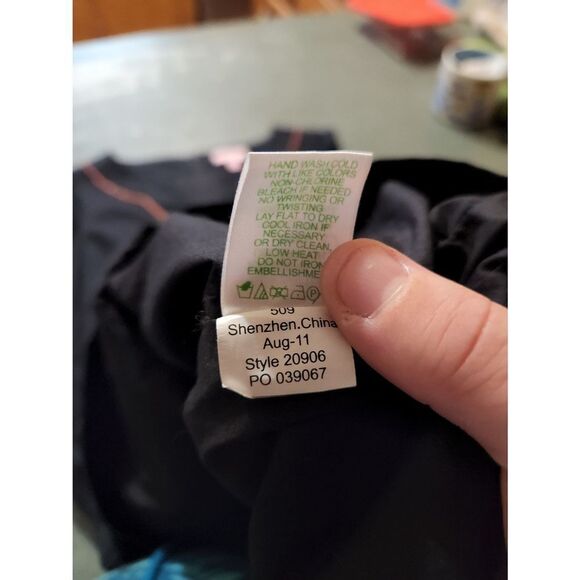 HAND WASH COLD
WITH LIKE COLORS
NON-CHLORINE
BLEACH IF NEEDED
NO WRINGING OR
TWISTING
LAY FLAT TO DRY
COOL IRON IF
NECESSARY
OR DRY CLEAN,
LOW HEAT
DO NOT IRON
EMBELLISHME
509
Shenzhen.China
Aug-11
Style 20906
PO 039067